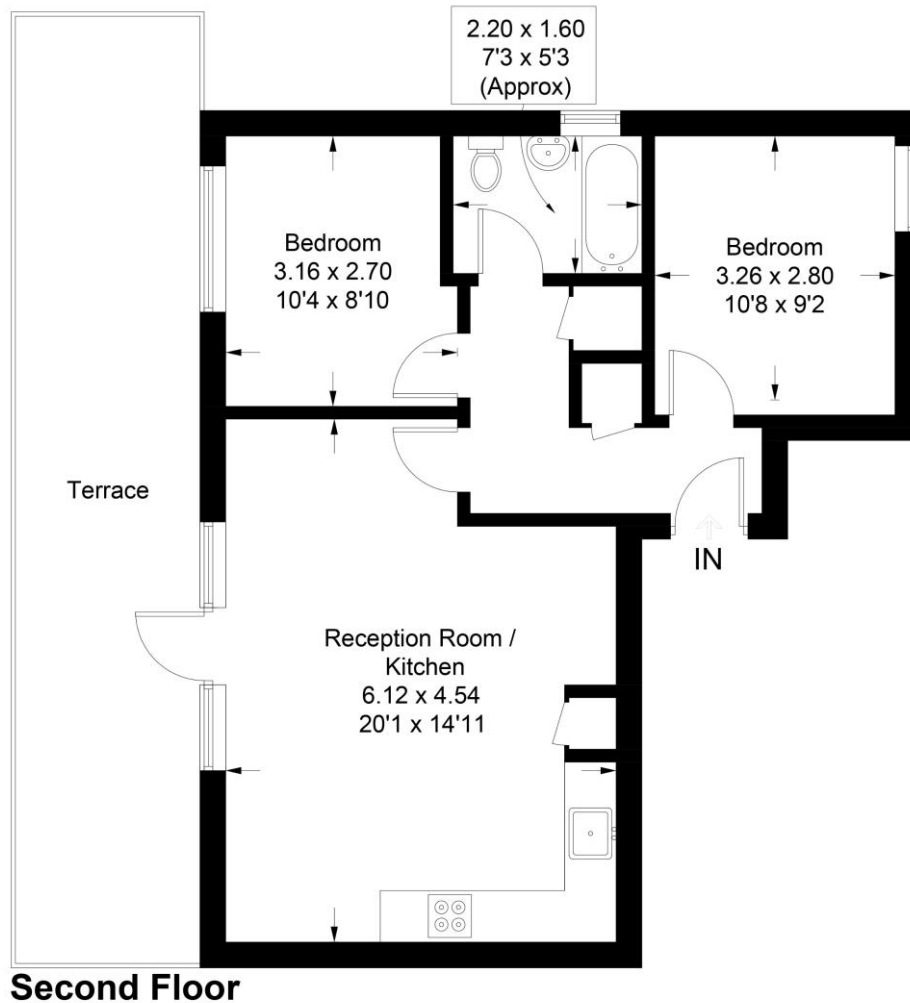 2.20 x 1.60
7'3 x 5'3
(Approx)
Bedroom
3.16 x 2.70
10'4 x 8'10
Bedroom
3.26 x 2.80
10'8 x 9'2
Terrace
IN
Reception Room /
Kitchen
6.12 x 4.54
20'1 x 14'11
Second Floor